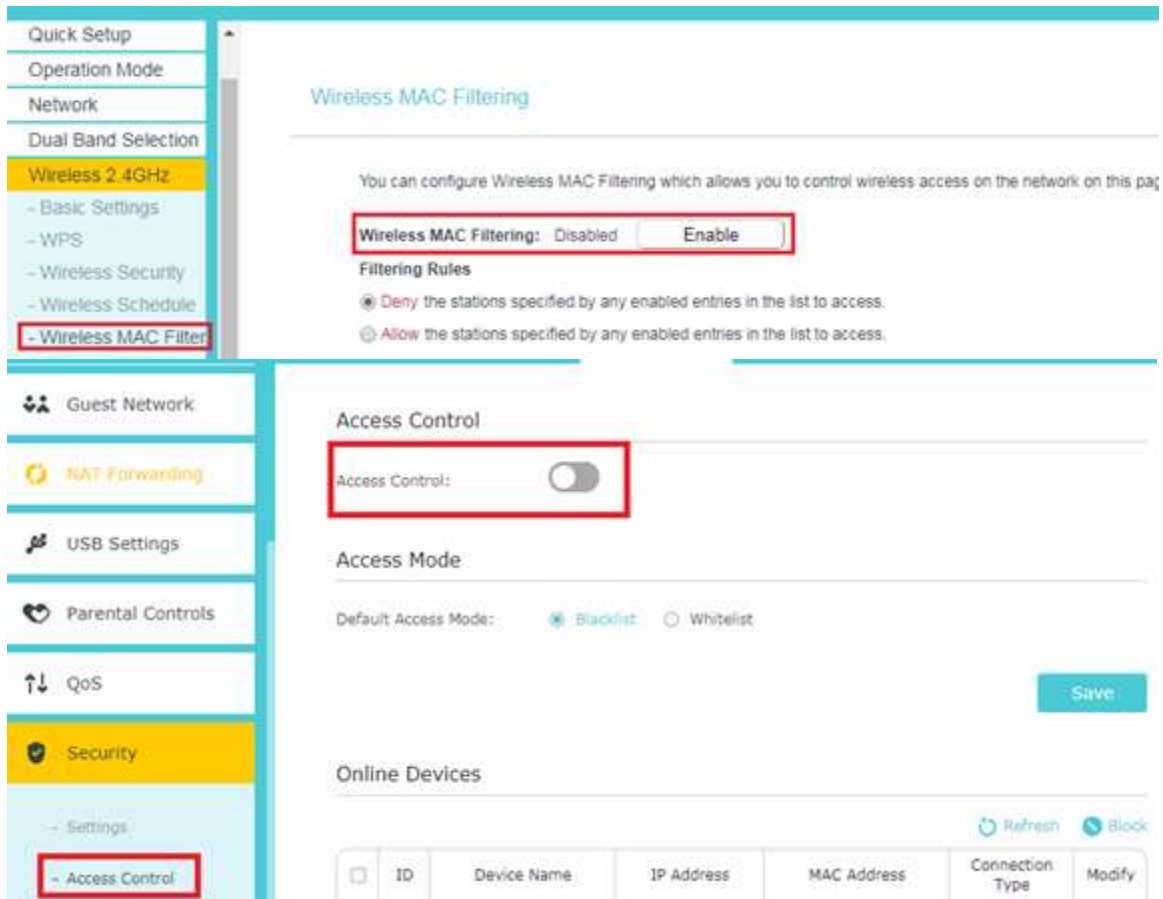 Quick Setup
Operation Mode
Network
Dual Band Selection
Wireless 2.4GHz
- Basic Settings
- WPS
- Wireless Security
- Wireless Schedule
- Wireless MAC Filter
Wireless MAC Filtering
You can configure Wireless MAC Filtering which allows you to control wireless access on the network on this pag
Wireless MAC Filtering: Disabled Enable
Filtering Rules
Deny the stations specified by any enabled entries in the list to access.
Allow the stations specified by any enabled entries in the list to access.
Guest Network
NAT Forwarding
USB Settings
Parental Controls
QoS
Security
- Settings
- Access Control
Access Control
Access Control:
Access Mode
Default Access Mode: Blacklist Whitelist
Save
Online Devices
Refresh Block
ID Device Name IP Address MAC Address Connection Type Modify